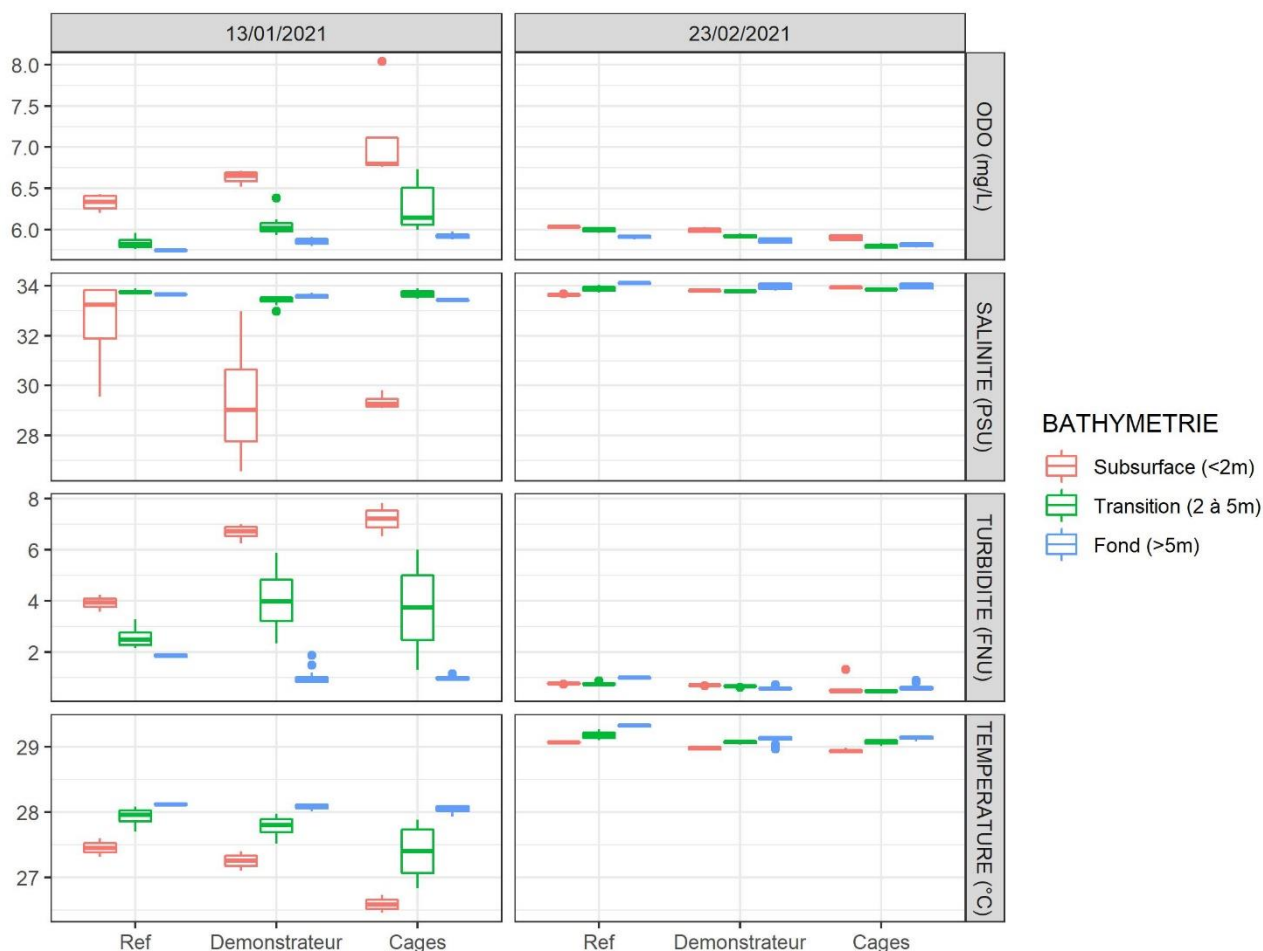 13/01/2021
23/02/2021
8.0
7.5
7.0
6.5
6.0
ODO (mg/L)
34
32
30
28
SALINITE (PSU)
8
6
4
2
TURBIDITE (FNU)
29
28
27
TEMPERATURE (°C)
Ref Demonstrateur Cages
Ref Demonstrateur Cages
BATHYMETRIE
Subsurface (<2m)
Transition (2 à 5m)
Fond (>5m)